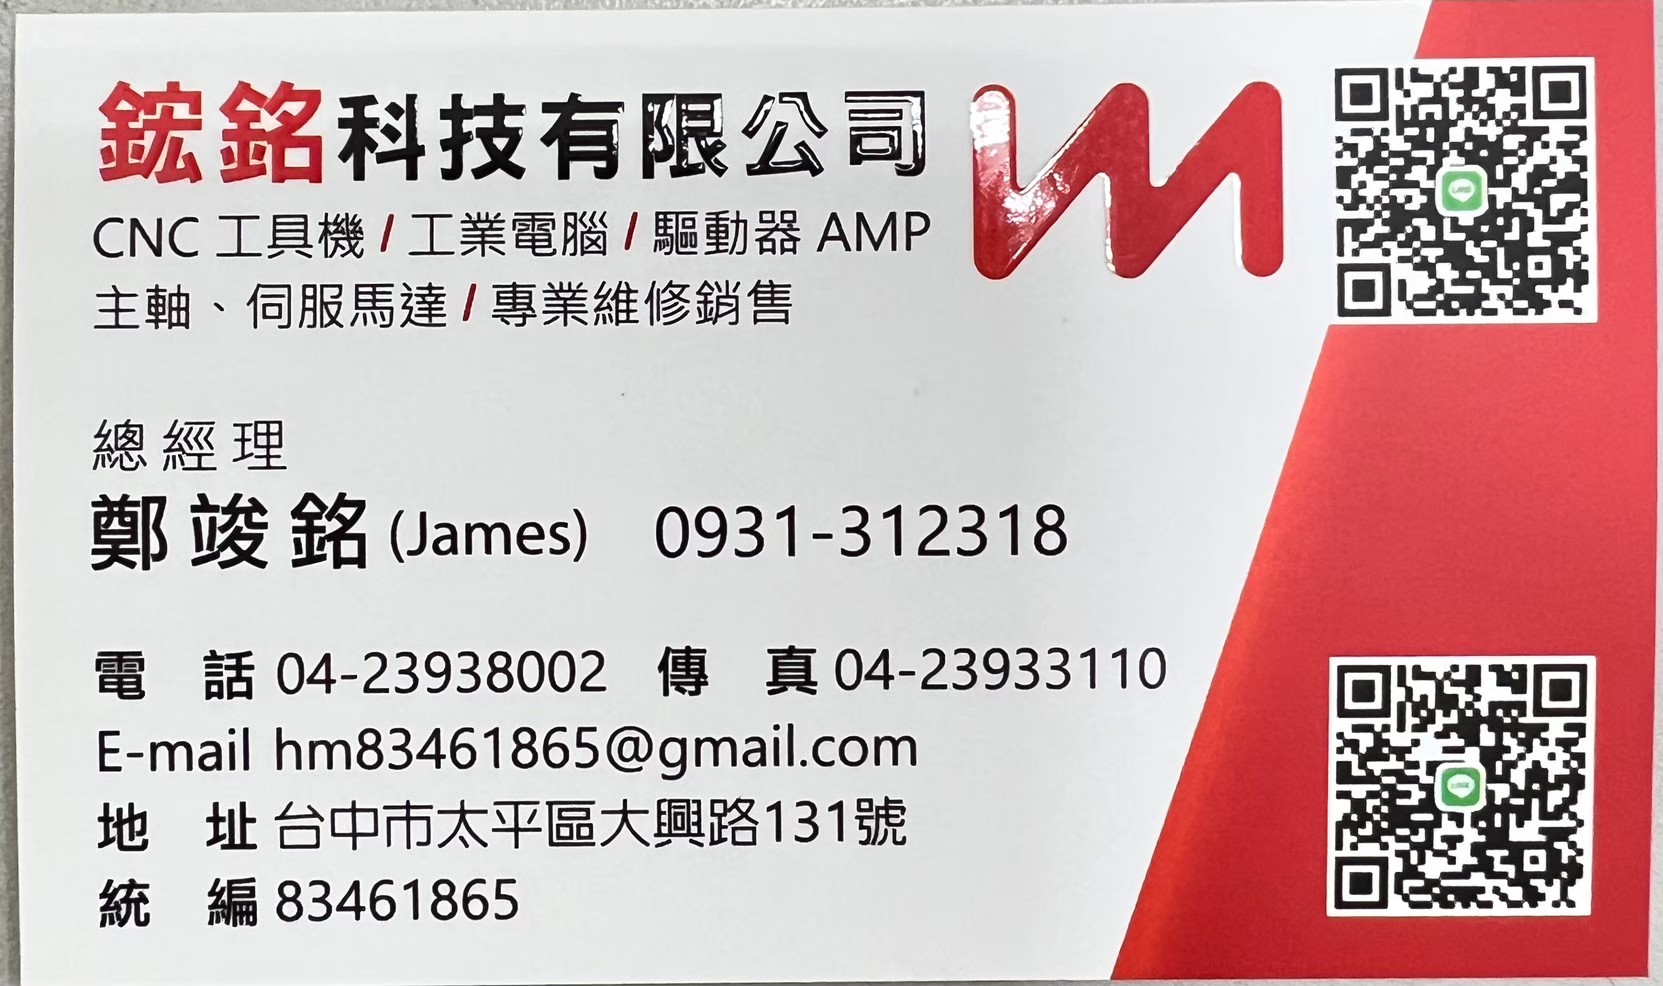 鋐銘科技有限公司
CNC 工具機 / 工業電腦 / 驅動器 AMP
主軸、伺服馬達 / 專業維修銷售
總經理
鄭竣銘 (James) 0931-312318
電 話 04-23938002 傳 真 04-23933110
E-mail hm83461865@gmail.com
地 址 台中市太平區大興路131號
統 編 83461865